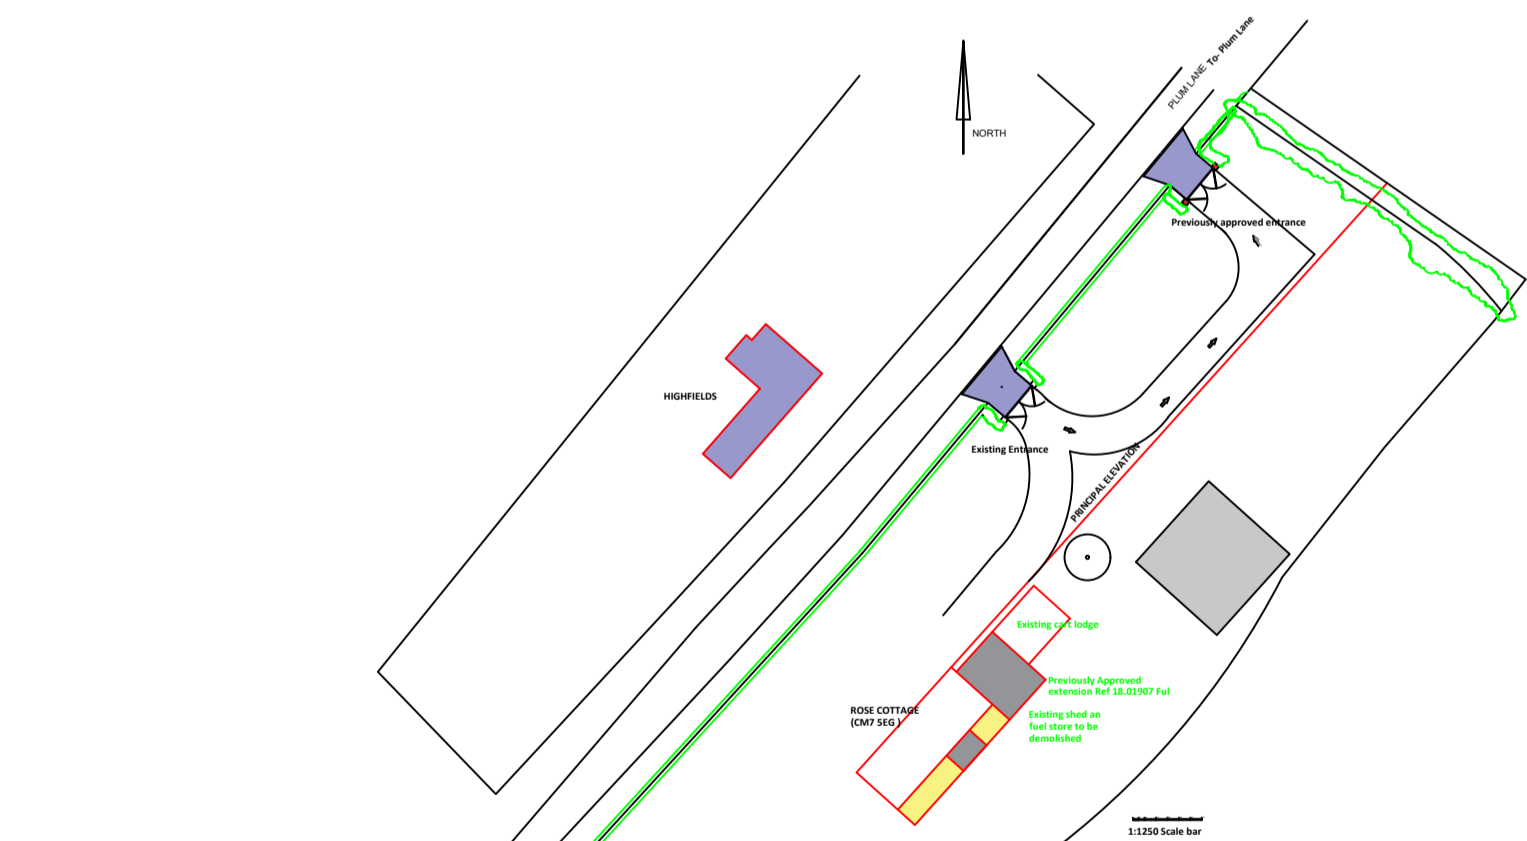 To- Plum Lane
PLUM LANE
NORTH
Previously approved entrance
HIGHFIELDS
Existing Entrance
PRINCIPAL ELEVATION
Existing cart lodge
Previously Approved
extension Ref 18.01907 Ful
ROSE COTTAGE
(CM7 5EG )
Existing shed an
fuel store to be
demolished
1:1250 Scale bar